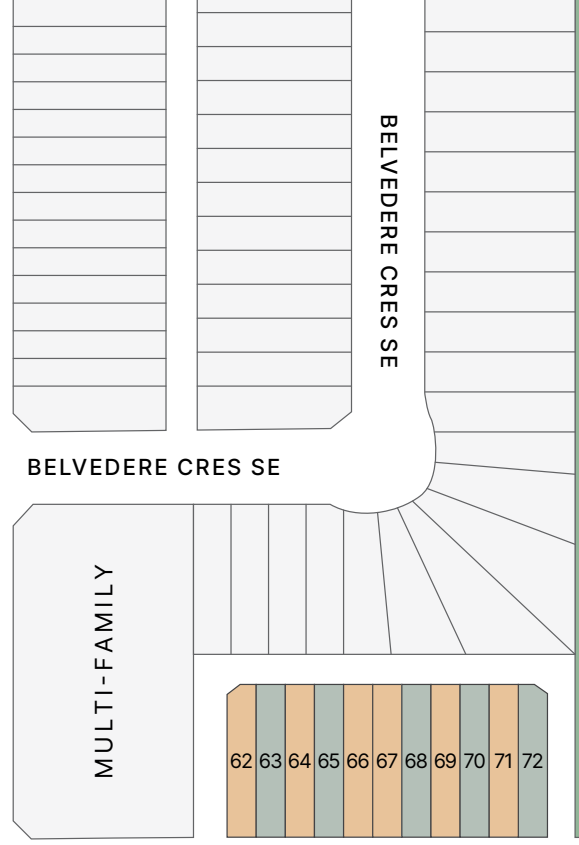 BELVEDERE CRES SE
BELVEDERE CRES SE
MULTI-FAMILY
62 63 64 65 66 67 68 69 70 71 72